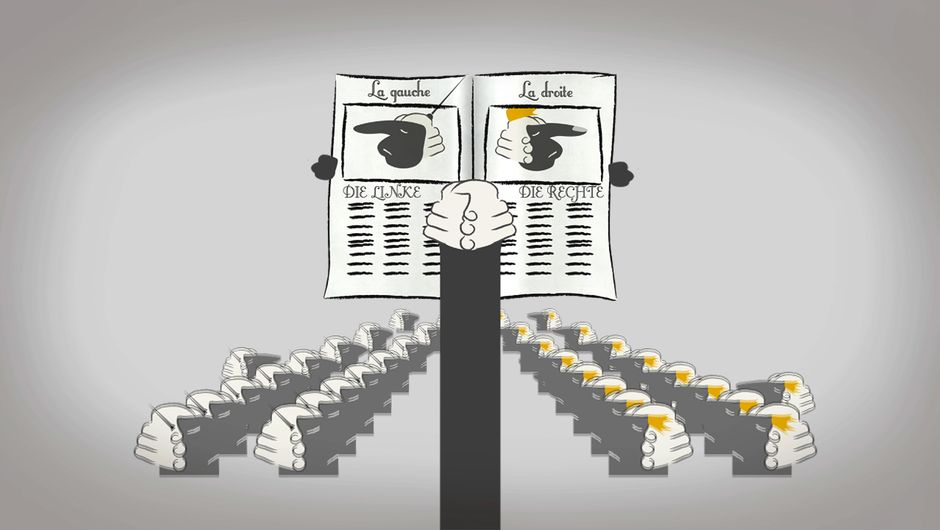 La gauche
La droite
DIE LINKE
DIE RECHTE